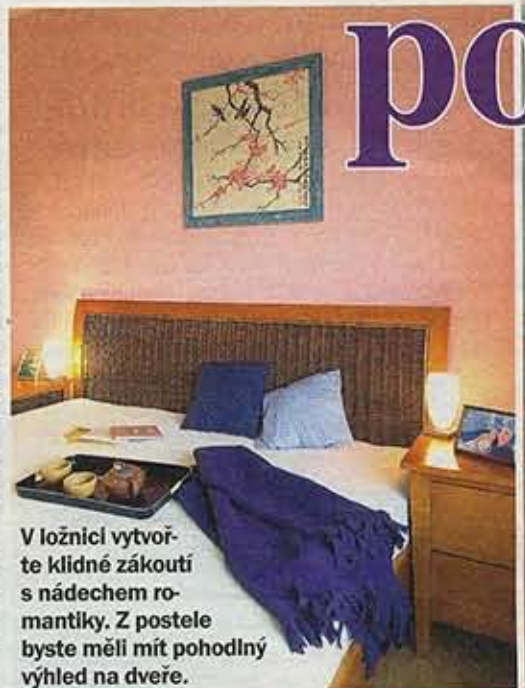 po
V ložnici vytvoř-
te klidné zákoutí
s nádechem ro-
mantiky. Z postele
byste měli mít pohodlný
výhled na dveře.